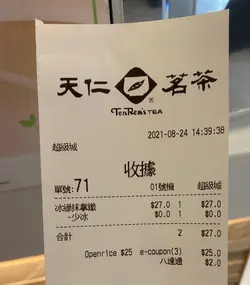 天仁 茗茶
®
TenRen's TEA
2021-08-24 14:39:38
超級城
收據
單號: 71 01號機
冰綠抹拿鐵 $27.0 1 $27.0
-少冰 $0.0 1 $0.0
合計 2 $27.0
Openrice $25 e-coupon(3) $25.0
八達通 $2.0